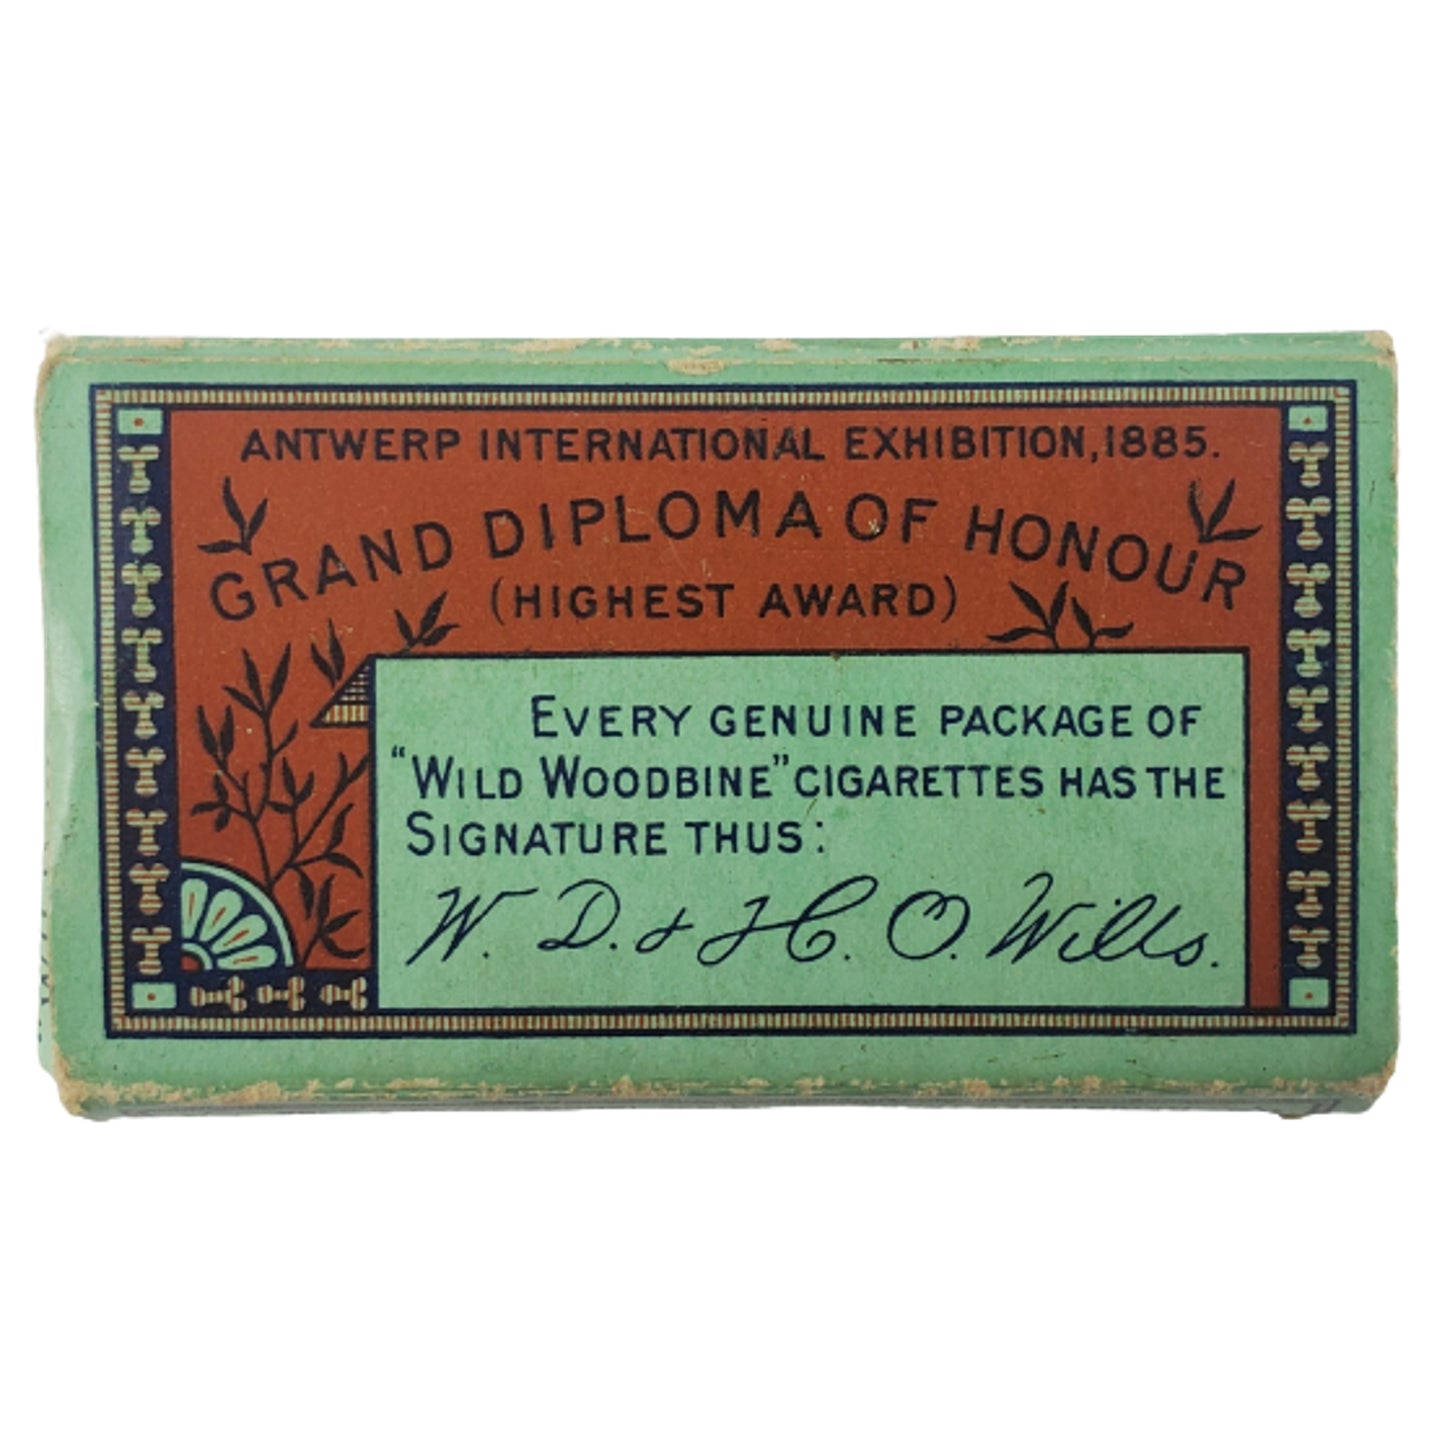 ANTWERP INTERNATIONAL EXHIBITION, 1885.
GRAND DIPLOMA OF HONOUR
(HIGHEST AWARD)
EVERY GENUINE PACKAGE OF
"WILD WOODBINE" CIGARETTES HAS THE
SIGNATURE THUS:
W. D. & H. O. Wills.